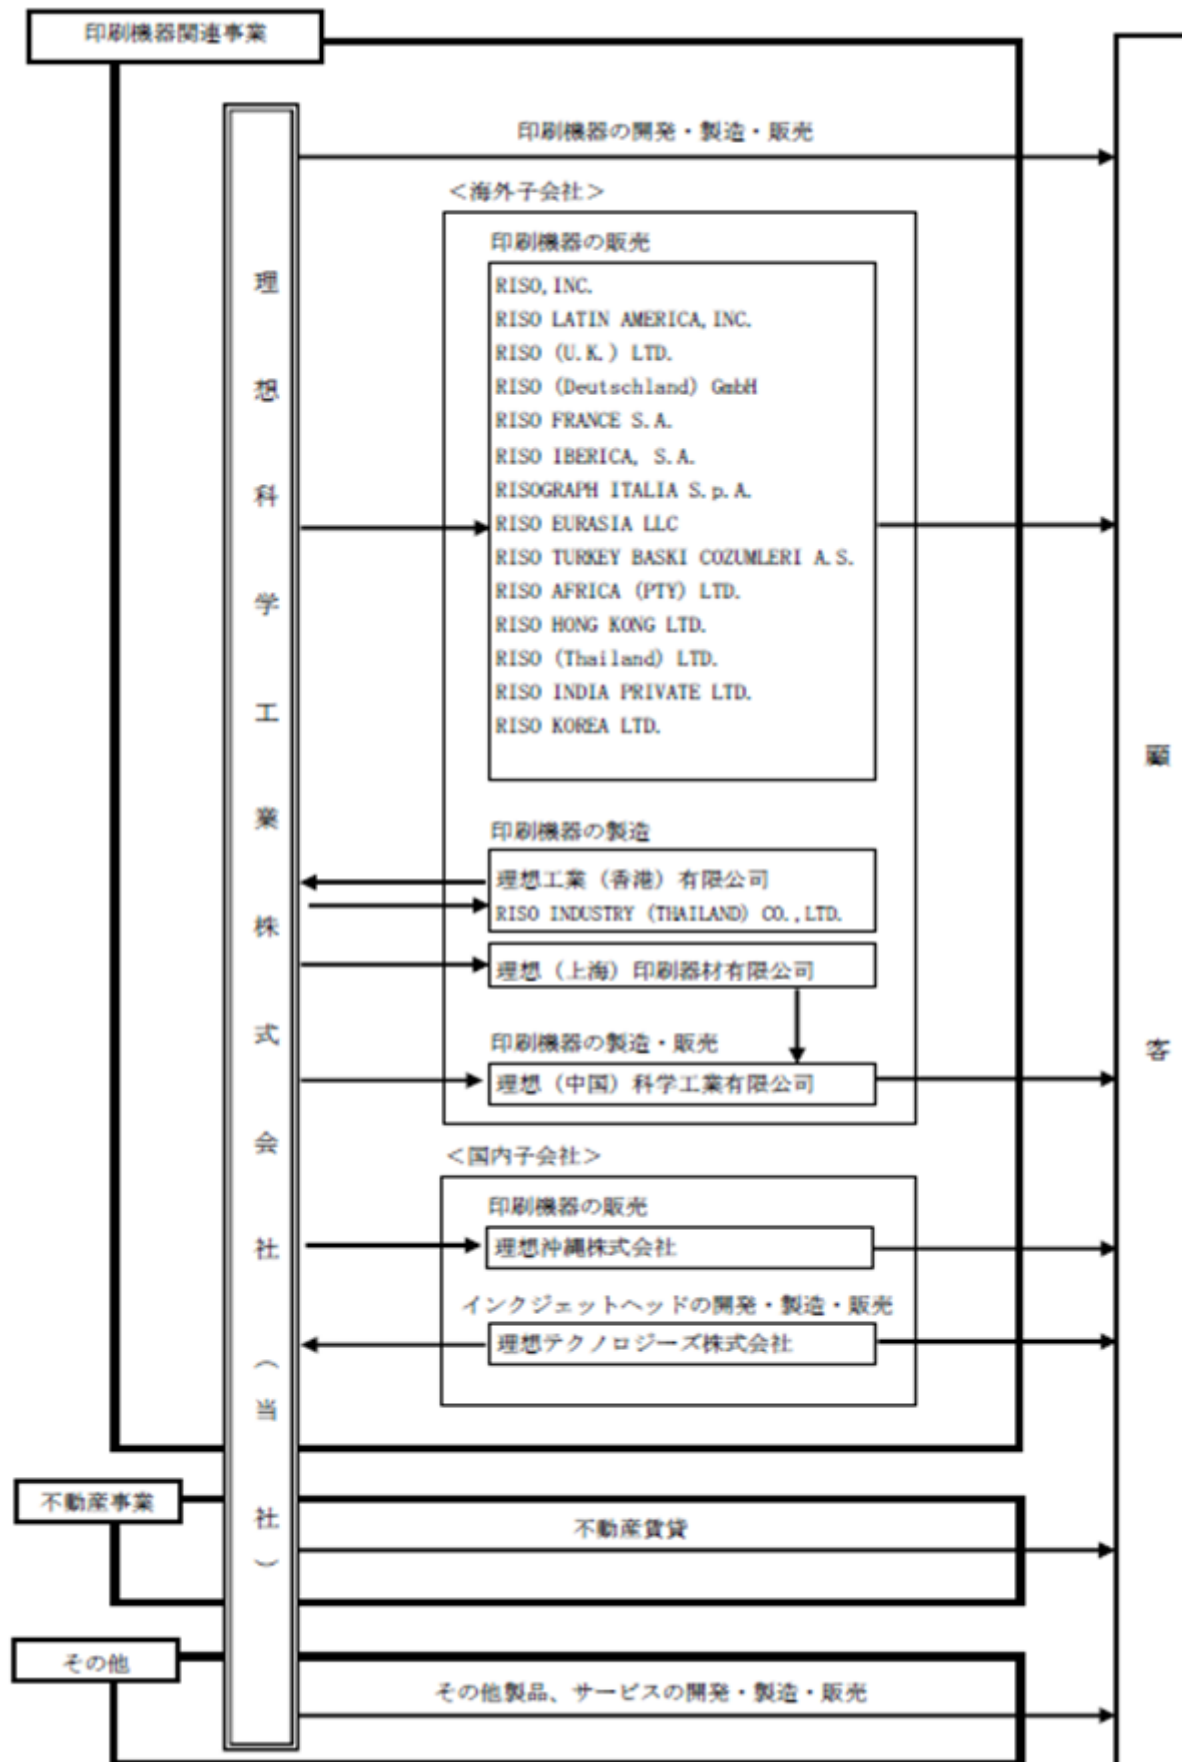 印刷機器関連事業
印刷機器の開発・製造・販売
＜海外子会社＞
印刷機器の販売
RISO,INC.
RISO LATIN AMERICA,INC.
RISO (U.K.) LTD.
RISO (Deutschland) GmbH
RISO FRANCE S.A.
RISO IBERICA, S.A.
RISOGRAPH ITALIA S.p.A.
RISO EURASIA LLC
RISO TURKEY BASKI COZUMLERI A.S.
RISO AFRICA (PTY) LTD.
RISO HONG KONG LTD.
RISO (Thailand) LTD.
RISO INDIA PRIVATE LTD.
RISO KOREA LTD.
印刷機器の製造
理想工業（香港）有限公司
RISO INDUSTRY (THAILAND) CO.,LTD.
理想（上海）印刷器材有限公司
印刷機器の製造・販売
理想（中国）科学工業有限公司
＜国内子会社＞
印刷機器の販売
理想沖縄株式会社
インクジェットヘッドの開発・製造・販売
理想テクノロジーズ株式会社
理想科学工業株式会社（当社）
顧客
不動産事業
不動産賃貸
その他
その他製品、サービスの開発・製造・販売